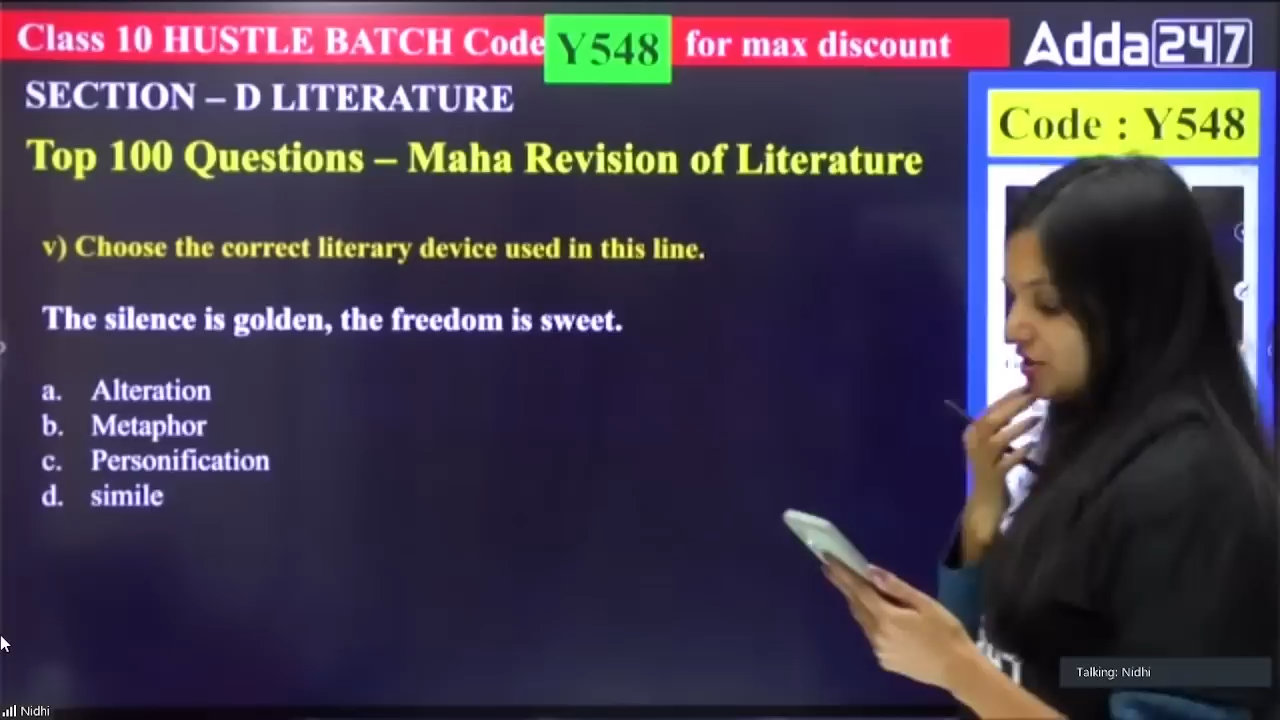 Class 10 HUSTLE BATCH Code Y548 for max discount
Adda247
SECTION – D LITERATURE
Code : Y548
Top 100 Questions – Maha Revision of Literature
v) Choose the correct literary device used in this line.
The silence is golden, the freedom is sweet.
a. Alteration
b. Metaphor
c. Personification
d. simile
Talking: Nidhi
Nidhi